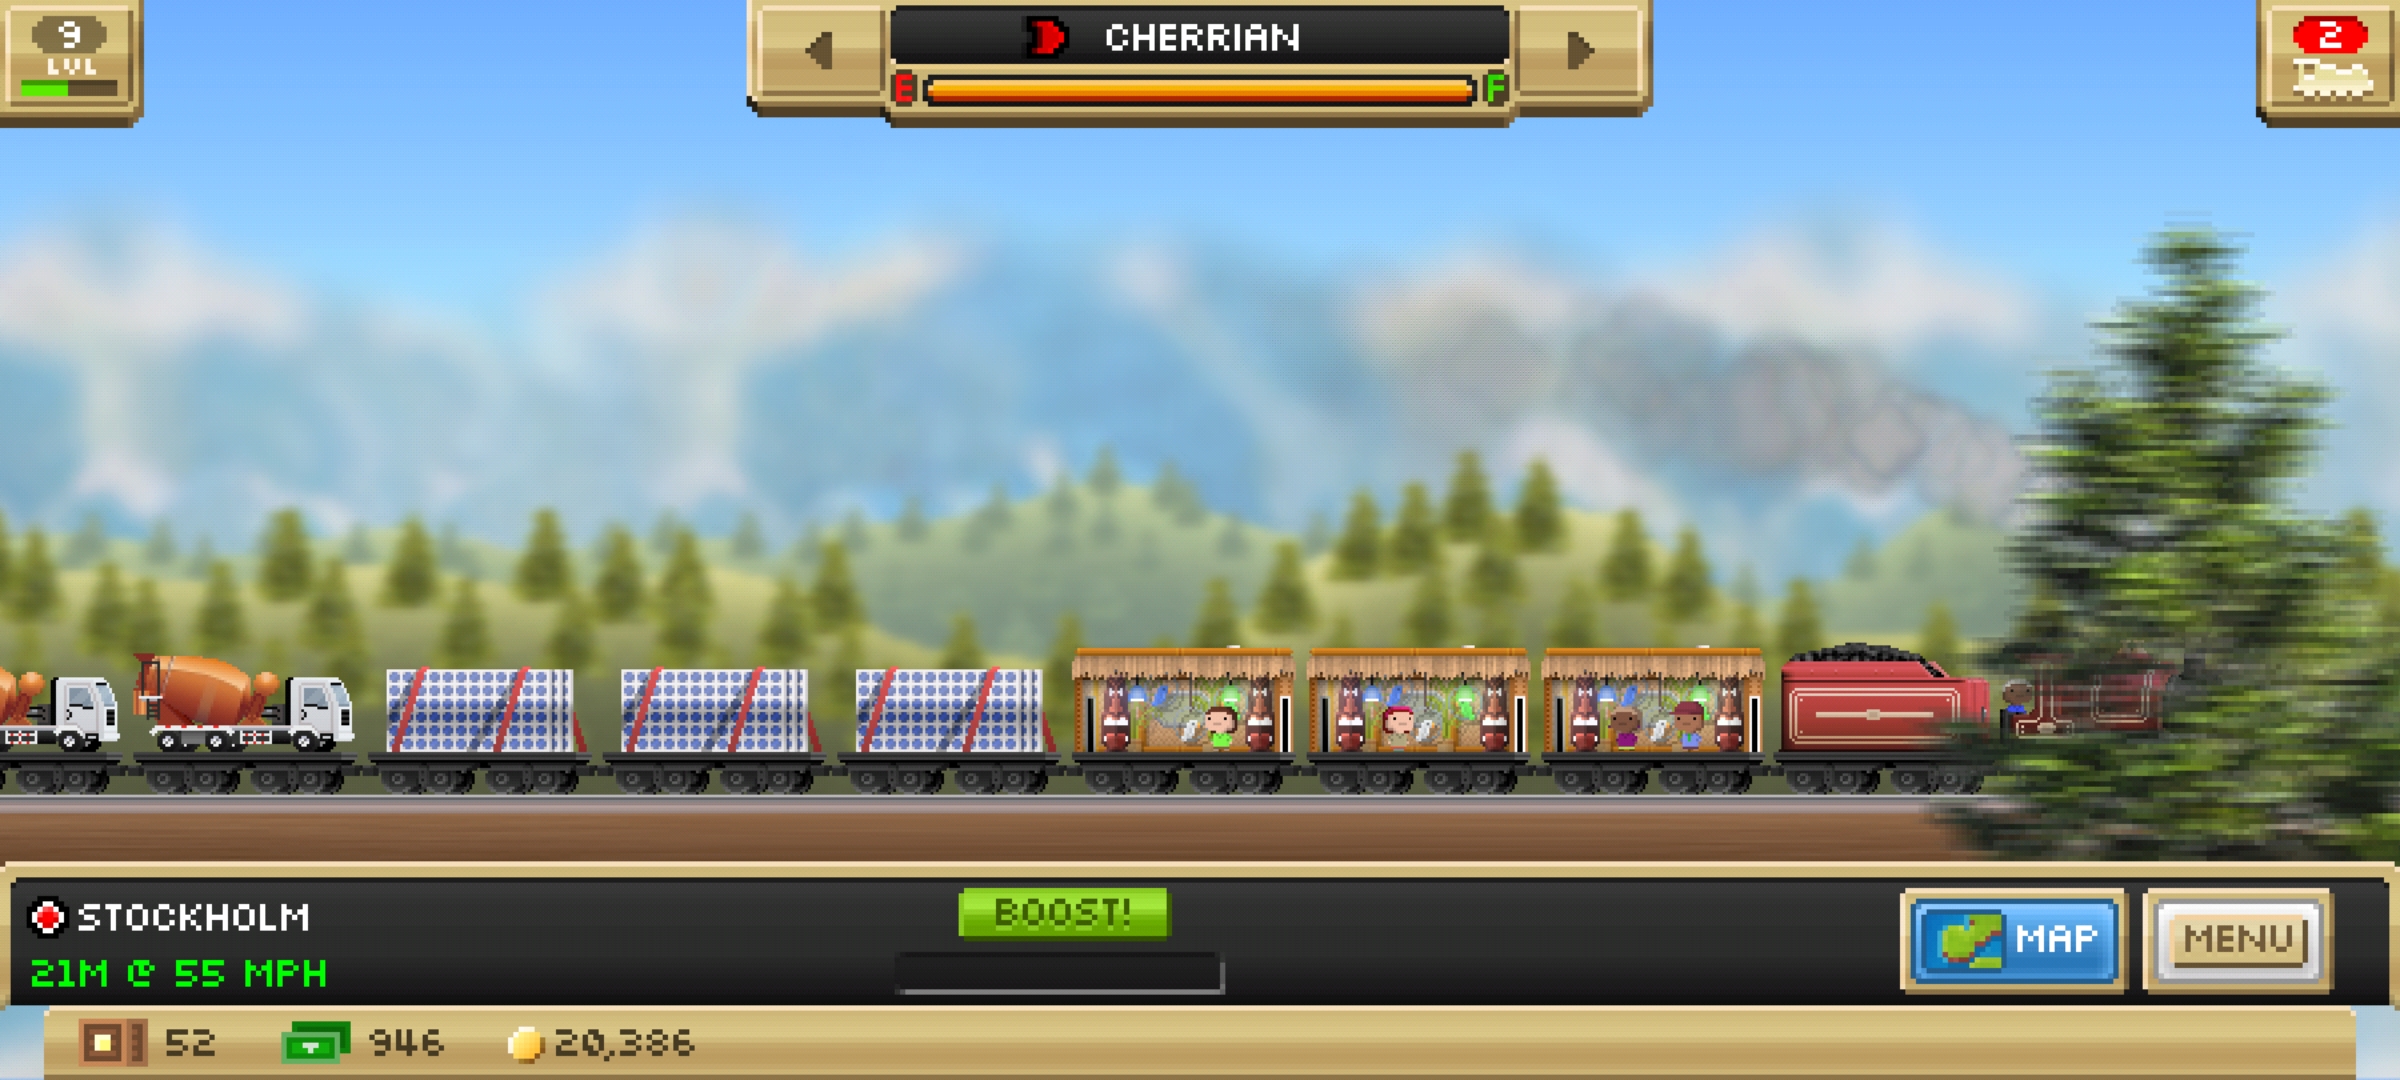 9
LVL
CHERRIAN
E F
2
STOCKHOLM
21M @ 55 MPH
BOOST!
MAP
MENU
52
946
20,386